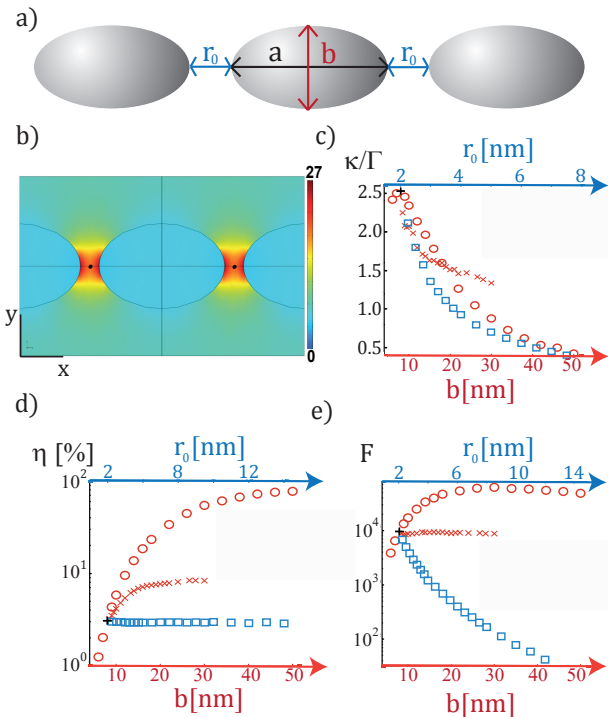 a)
r₀ a b r₀
b) c)
27
0
y
x
κ/Γ r₀[nm]
2 4 6 8
2.5
2.0
1.5
1.0
0.5
10 20 30 40 50
b[nm]
d) e)
η [%] r₀[nm]
2 8 12
10²
10¹
10⁰
10 20 30 40 50
b[nm]
F r₀[nm]
2 6 10 14
10⁴
10³
10²
10 20 30 40 50
b[nm]